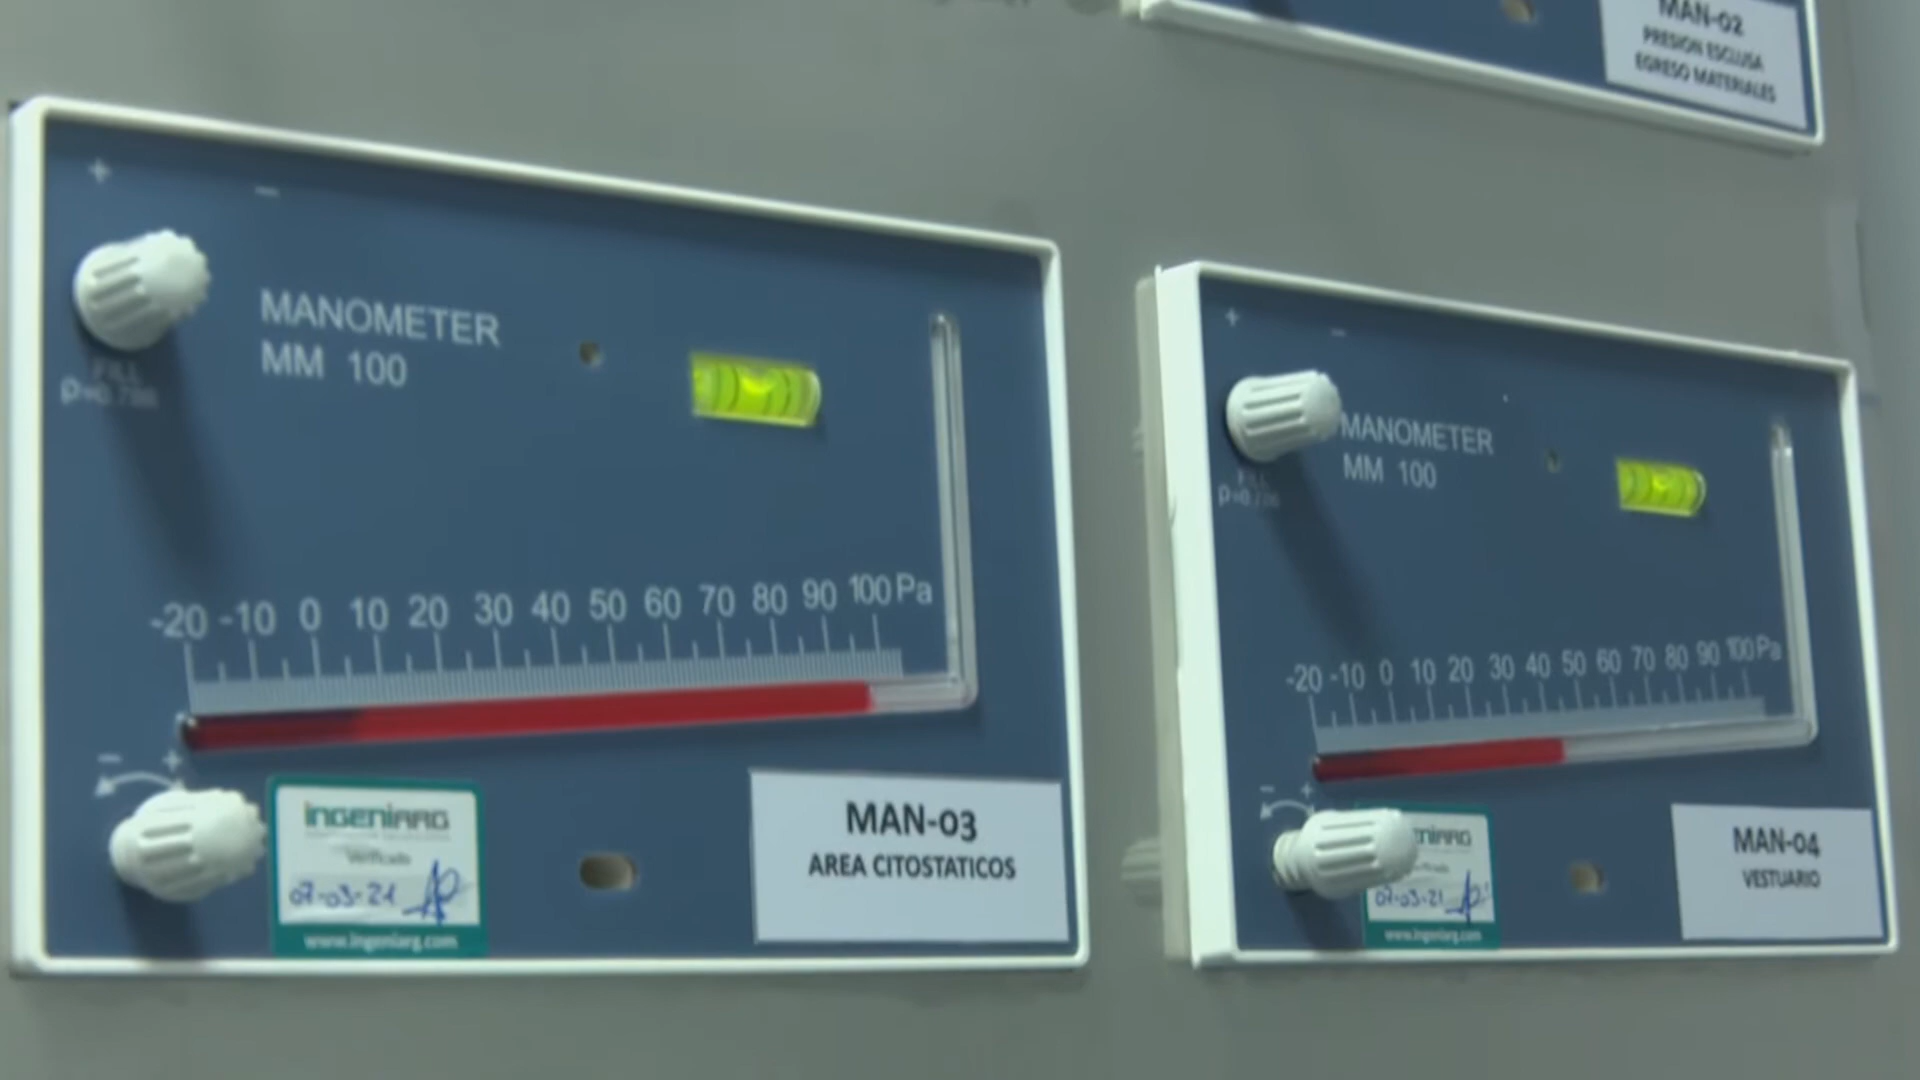 MAN-02
PRESION ESCLUSA
EGRESO MATERIALES
+
−
MANOMETER
MM 100
FILL
-20 -10 0 10 20 30 40 50 60 70 80 90 100 Pa
− +
INGENIARG
Verificado
07-03-21
www.ingeniarg.com
MAN-03
AREA CITOSTATICOS
+
−
MANOMETER
MM 100
FILL
-20 -10 0 10 20 30 40 50 60 70 80 90 100 Pa
− +
07-03-21
www.ingeniarg.com
MAN-04
VESTUARIO